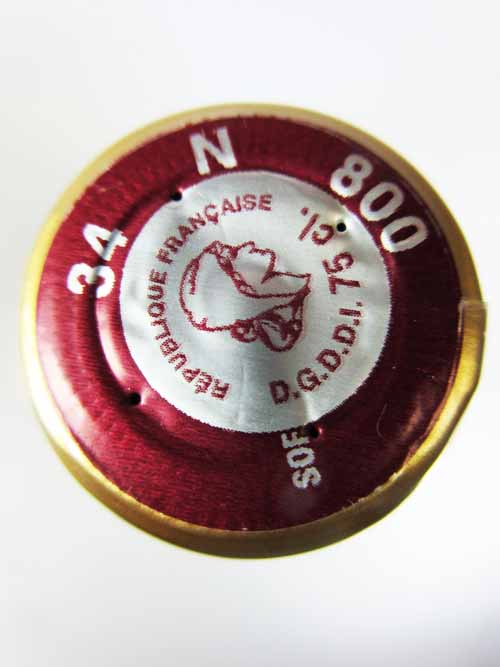 34 N 800
RÉPUBLIQUE FRANÇAISE
D.G.D.D.I. 75 cl.
SOF